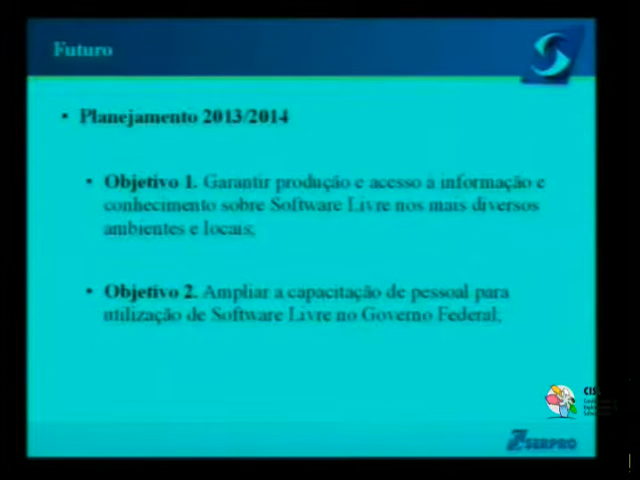 Futuro
• Planejamento 2013/2014
• Objetivo 1. Garantir produção e acesso a informação e
conhecimento sobre Software Livre nos mais diversos
ambientes e locais;
• Objetivo 2. Ampliar a capacitação de pessoal para
utilização de Software Livre no Governo Federal;
SERPRO